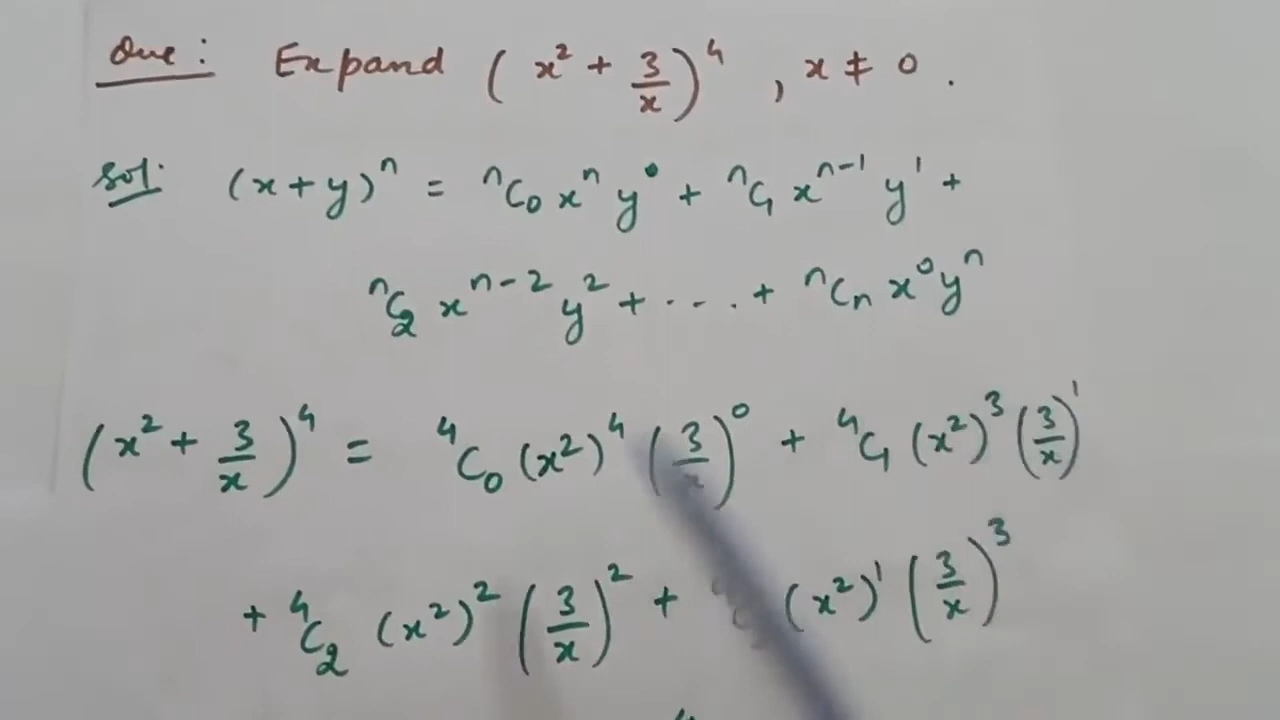 Que: Expand (x² + 3/x)⁴, x ≠ 0.
Sol: (x + y)ⁿ = ⁿC₀ xⁿ y⁰ + ⁿC₁ xⁿ⁻¹ y¹ +
ⁿC₂ xⁿ⁻² y² + .... + ⁿCₙ x⁰ yⁿ
(x² + 3/x)⁴ = ⁴C₀ (x²)⁴ (3/x)⁰ + ⁴C₁ (x²)³ (3/x)¹
+ ⁴C₂ (x²)² (3/x)² + (x²)¹ (3/x)³